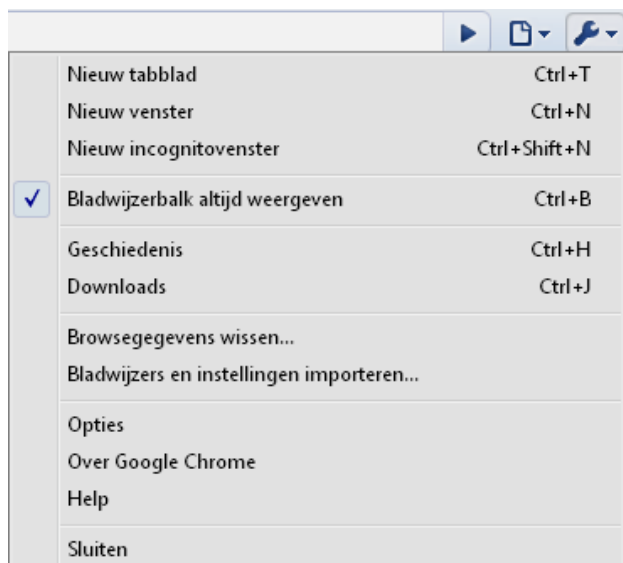 Nieuw tabblad Ctrl+T
Nieuw venster Ctrl+N
Nieuw incognitovenster Ctrl+Shift+N
Bladwijzerbalk altijd weergeven Ctrl+B
Geschiedenis Ctrl+H
Downloads Ctrl+J
Browsegegevens wissen...
Bladwijzers en instellingen importeren...
Opties
Over Google Chrome
Help
Sluiten